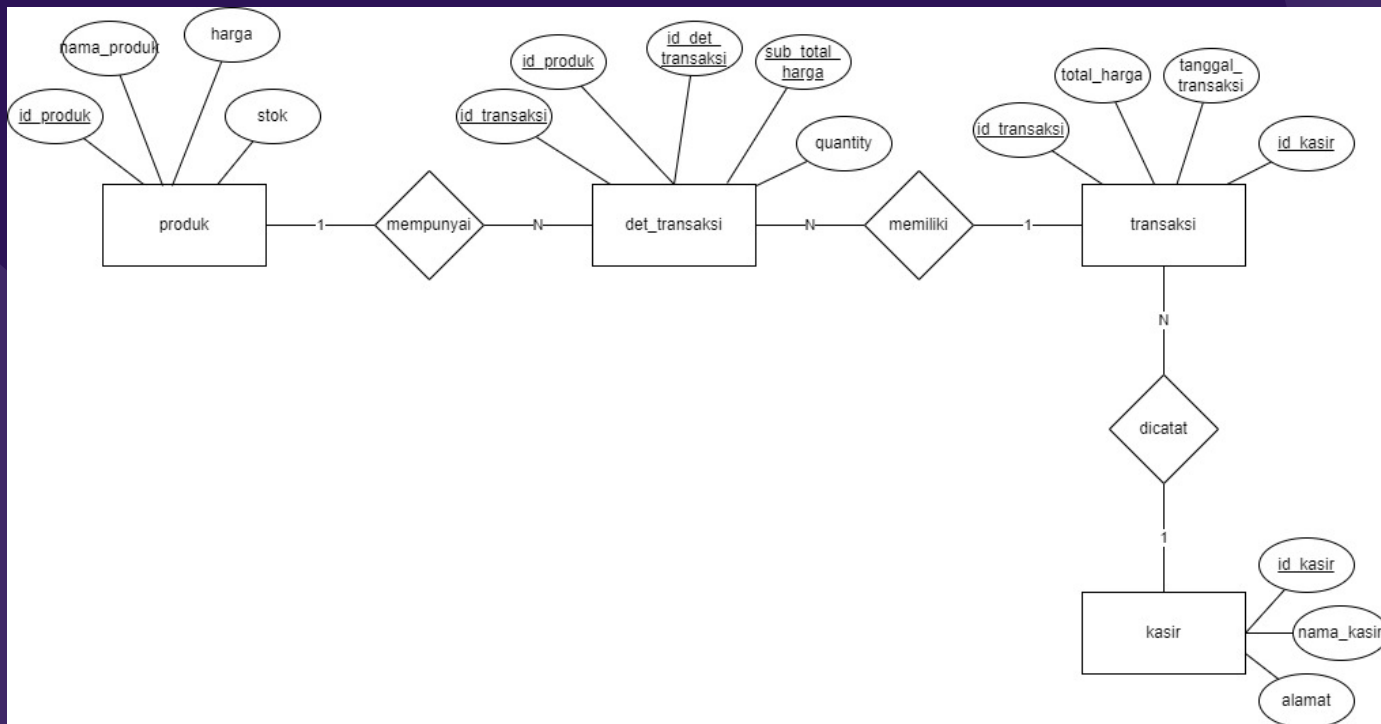 nama_produk
harga
id_produk
stok
id_produk
id_det_
transaksi
sub_total_
harga
id_transaksi
quantity
total_harga
tanggal_
transaksi
id_transaksi
id_kasir
produk
1
mempunyai
N
det_transaksi
N
memiliki
1
transaksi
N
dicatat
1
kasir
id_kasir
nama_kasir
alamat